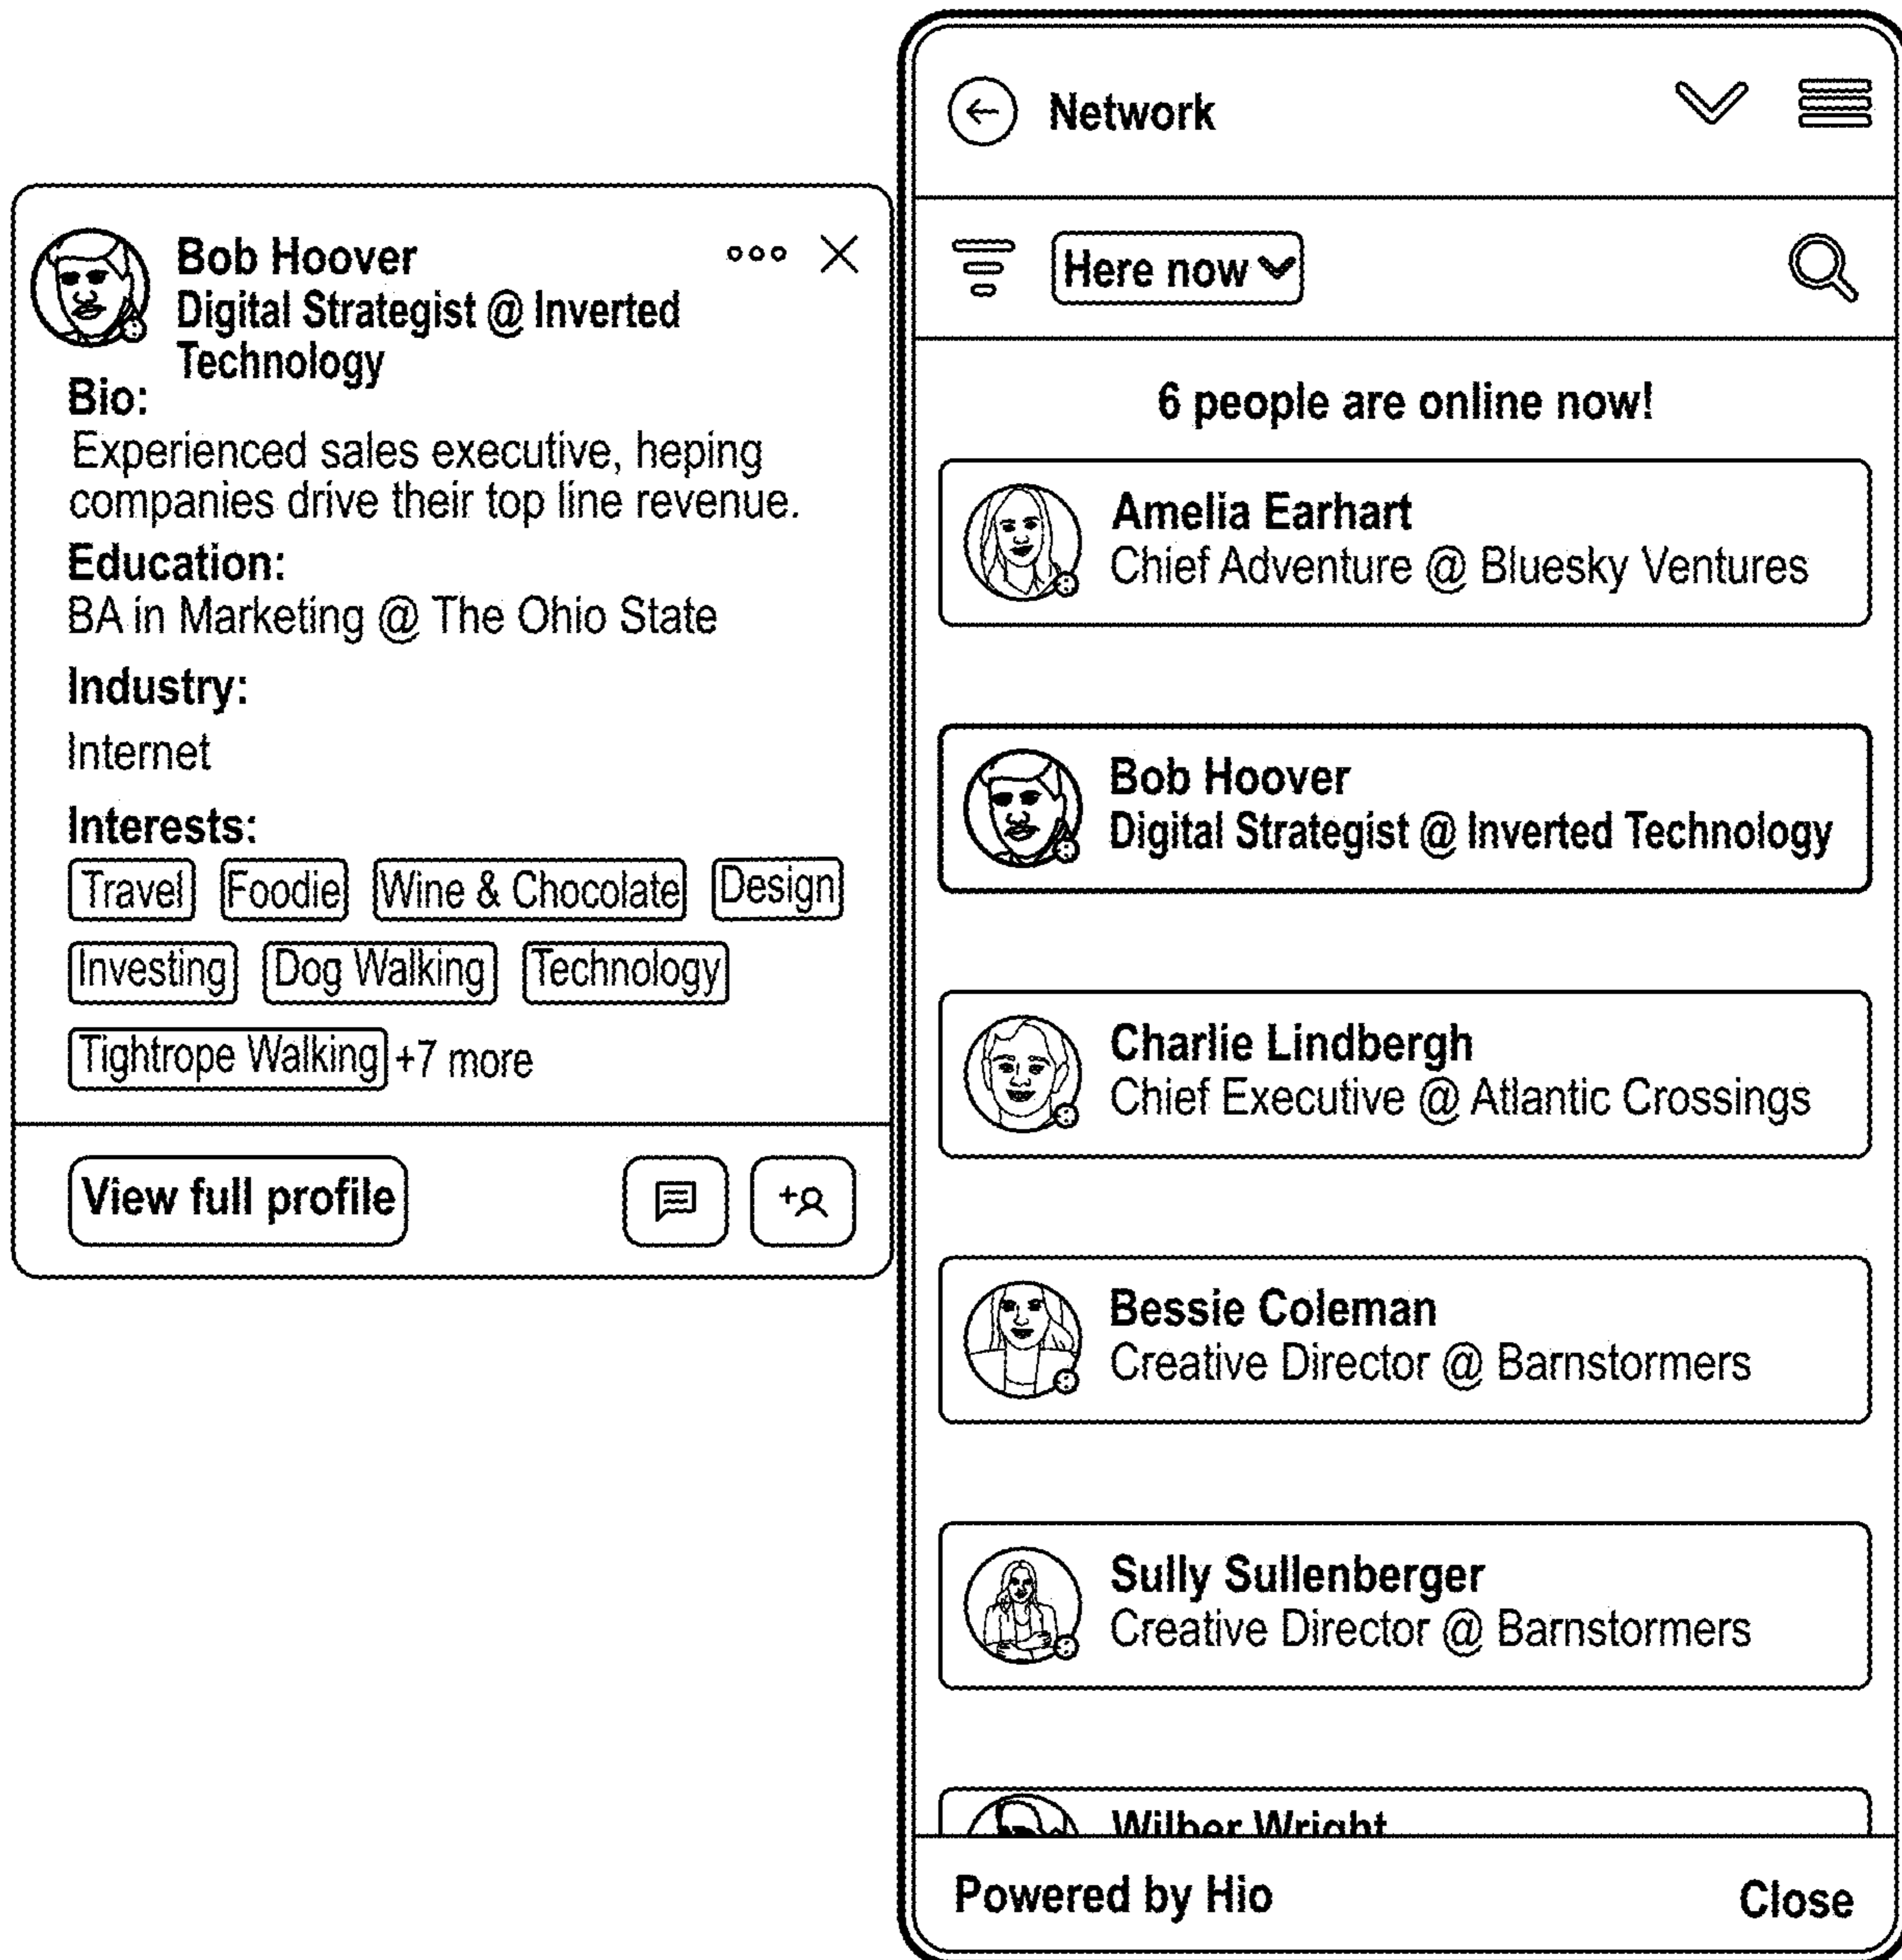 Bob Hoover
Digital Strategist @ Inverted
Technology
Bio:
Experienced sales executive, heping
companies drive their top line revenue.
Education:
BA in Marketing @ The Ohio State
Industry:
Internet
Interests:
Travel Foodie Wine & Chocolate Design
Investing Dog Walking Technology
Tightrope Walking +7 more
View full profile
Network
Here now
6 people are online now!
Amelia Earhart
Chief Adventure @ Bluesky Ventures
Bob Hoover
Digital Strategist @ Inverted Technology
Charlie Lindbergh
Chief Executive @ Atlantic Crossings
Bessie Coleman
Creative Director @ Barnstormers
Sully Sullenberger
Creative Director @ Barnstormers
Wilber Wright
Powered by Hio Close